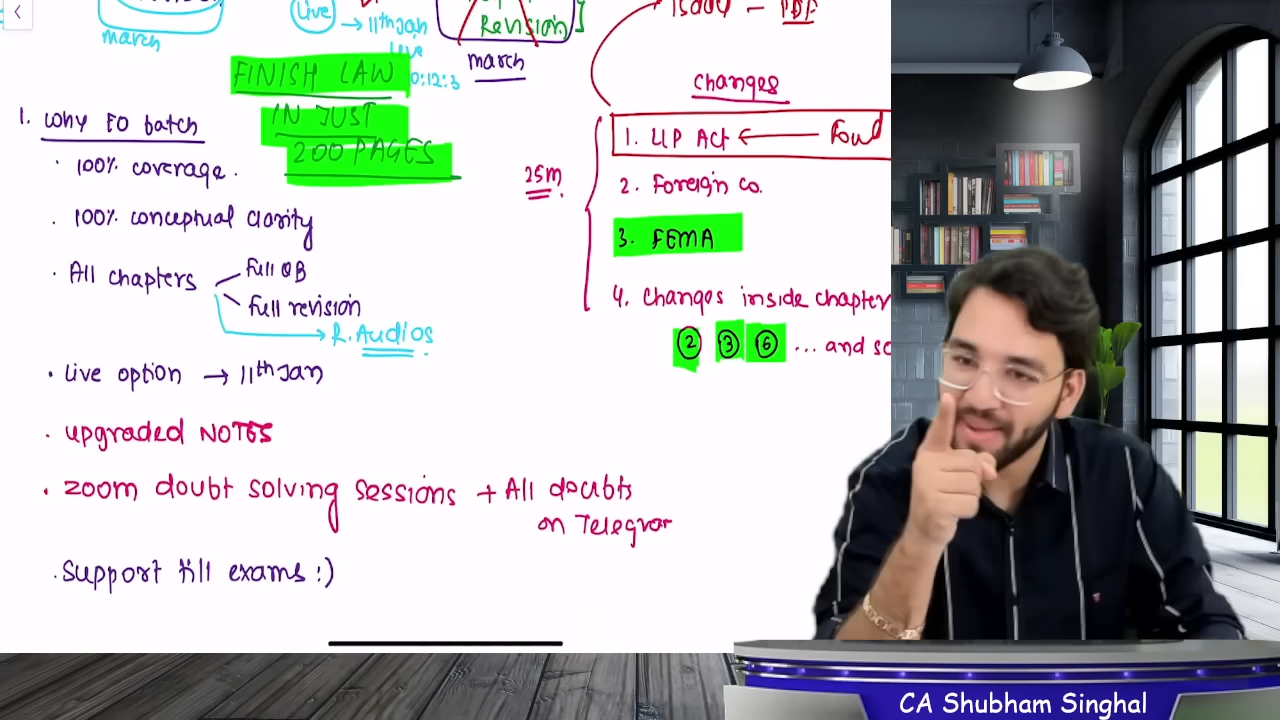 march
Live
→ 11th Jan
Live
Revision
march
PDF
FINISH LAW
IN JUST
200 PAGES
1. Why EO batch
· 100% coverage.
· 100% conceptual clarity
· All chapters
Full QB
Full revision
R. Audios
· Live option → 11th Jan
· upgraded NOTES
· Zoom doubt solving sessions + All doubts
on Telegram
· Support till exams :)
Changes
25m
1. LLP Act ←
2. Foreign Co.
3. FEMA
4. Changes inside chapter
2 3 6 ... and so
CA Shubham Singhal